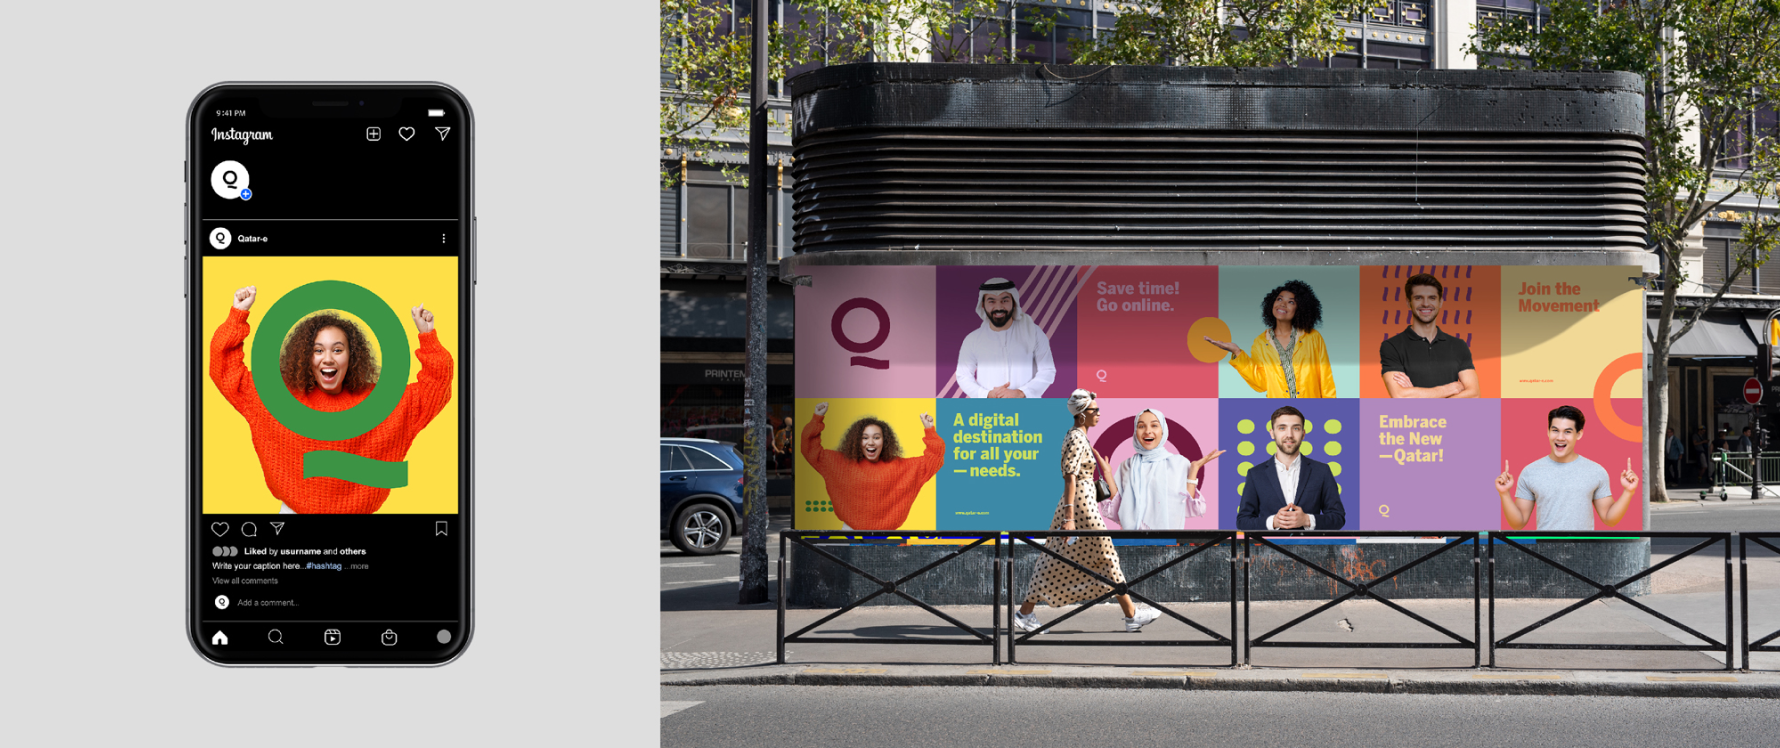 9:41 PM
Instagram
Qatar-e
Liked by usurname and others
Write your caption here...#hashtag ...more
View all comments
Add a comment...
PRINTEM
Save time!
Go online.
Join the
Movement
A digital
destination
for all your
—needs.
Embrace
the New
—Qatar!